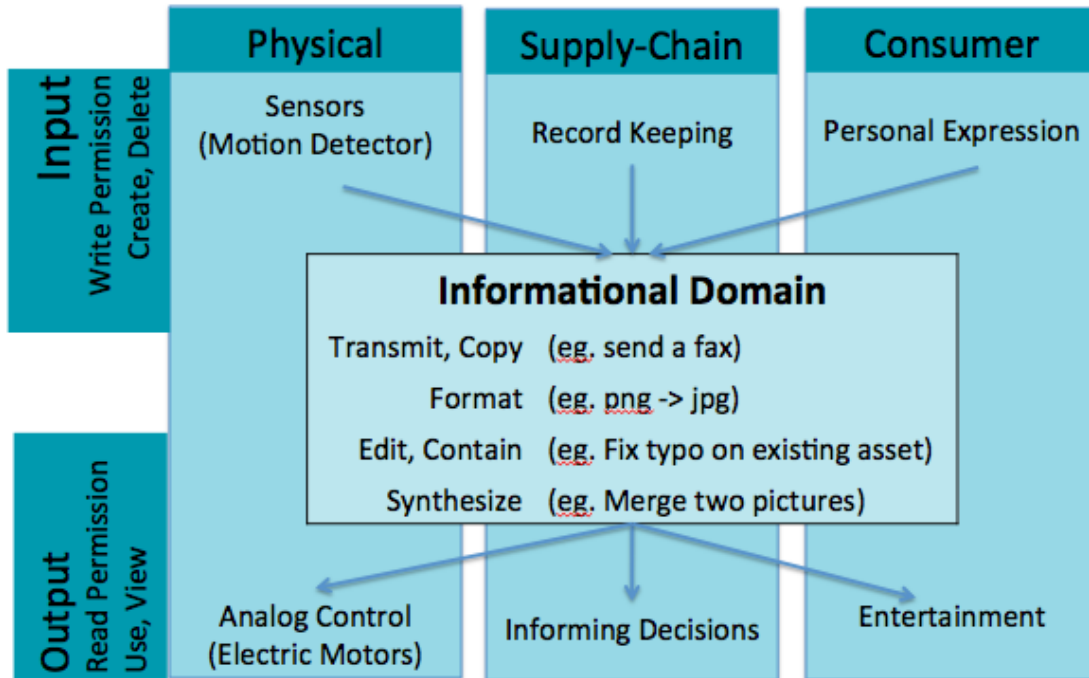 Physical
Supply-Chain
Consumer
Input
Write Permission
Create, Delete
Sensors
(Motion Detector)
Record Keeping
Personal Expression
Informational Domain
Transmit, Copy (eg. send a fax)
Format (eg. png -> jpg)
Edit, Contain (eg. Fix typo on existing asset)
Synthesize (eg. Merge two pictures)
Output
Read Permission
Use, View
Analog Control
(Electric Motors)
Informing Decisions
Entertainment